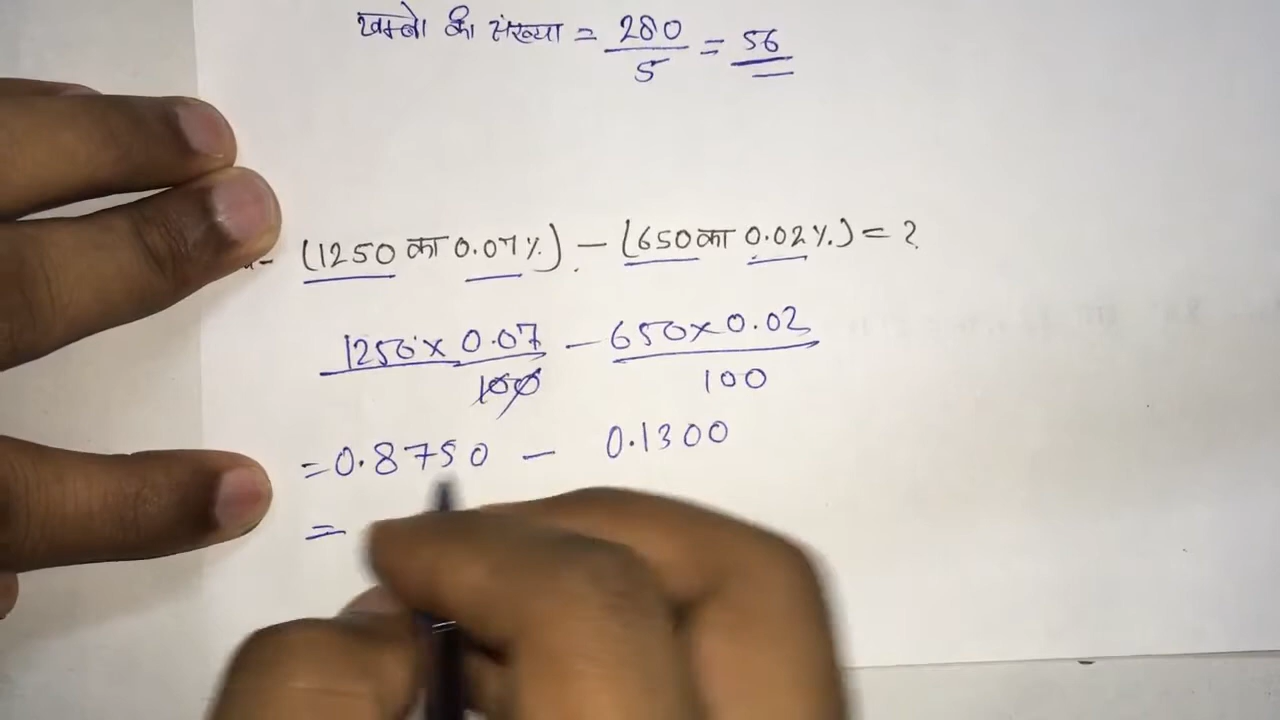 खम्बो की संख्या = 280/5 = 56
(1250 का 0.07%) - (650 का 0.02%) = ?
1250 x 0.07/100 - 650 x 0.02/100
= 0.8750 - 0.1300
=